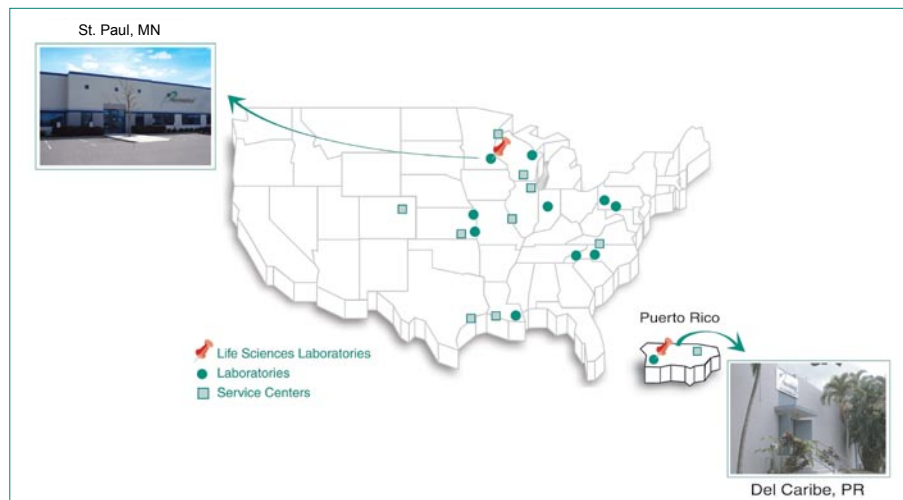 St. Paul, MN
Puerto Rico
Life Sciences Laboratories
Laboratories
Service Centers
Del Caribe, PR